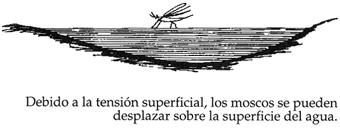 Debido a la tensión superficial, los moscos se pueden
desplazar sobre la superficie del agua.